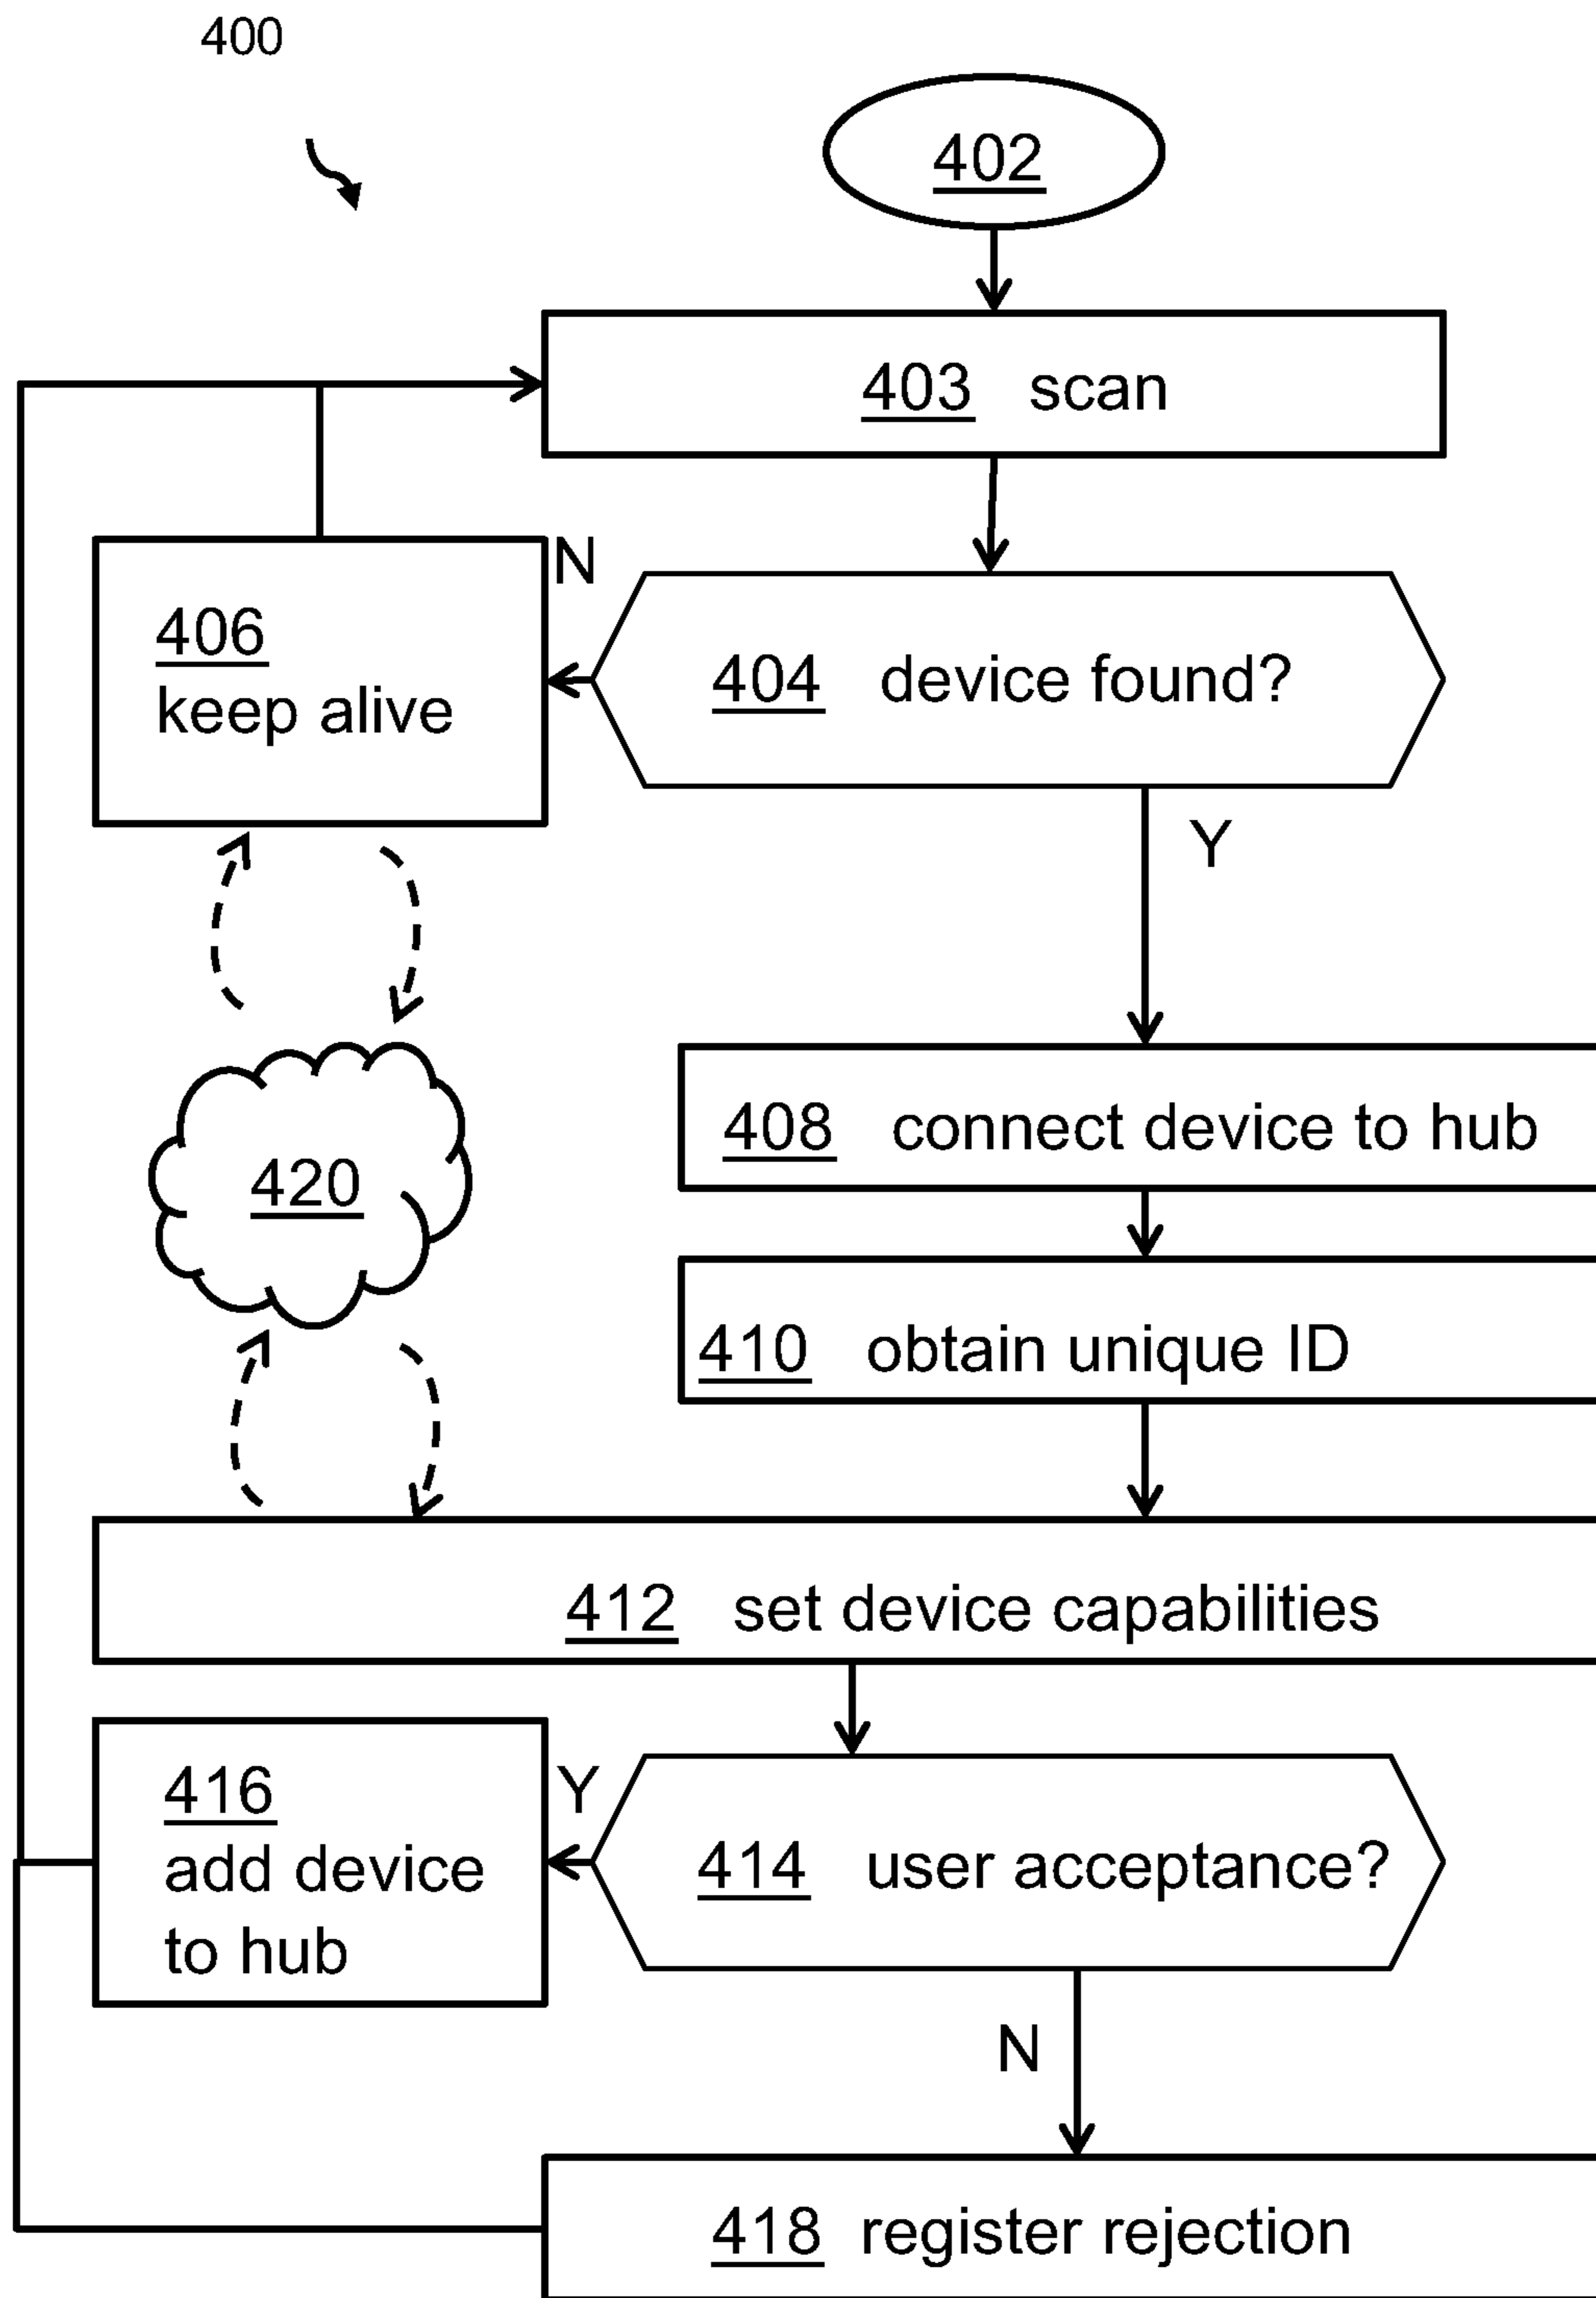 400
402
403 scan
N
406
keep alive
404 device found?
Y
408 connect device to hub
420
410 obtain unique ID
412 set device capabilities
416
add device
to hub
Y
414 user acceptance?
N
418 register rejection